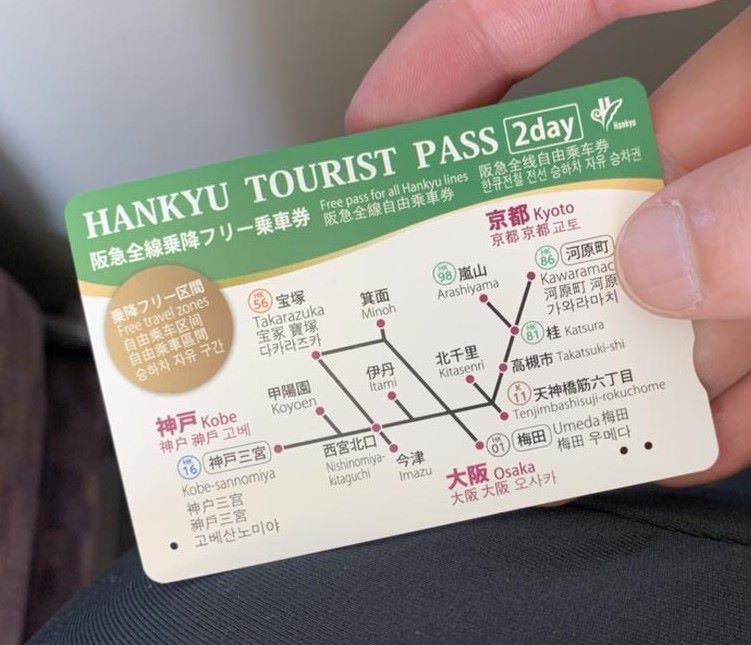 HANKYU TOURIST PASS 2day
Hankyu
阪急全線乗降フリー乗車券
Free pass for all Hankyu lines
阪急全線自由乘車券
阪急全线自由乘车券
한큐전철 전선 승하차 자유 승차권
乗降フリー区間
Free travel zones
自由乘车区间
自由乘車區間
승하차 자유 구간
京都 Kyoto
京都 京都 교토
HK
86
河原町
Kawaramac
河原町 河原
가와라마치
HK
98
嵐山
Arashiyama
HK
56
宝塚
Takarazuka
宝冢 寶塚
다카라즈카
箕面
Minoh
HK
81
桂 Katsura
北千里
Kitasenri
高槻市 Takatsuki-shi
伊丹
Itami
甲陽園
Koyoen
K
11
天神橋筋六丁目
Tenjimbashisuji-rokuchome
神戸 Kobe
神户 神戶 고베
HK
16
神戸三宮
Kobe-sannomiya
神户三宫
神戶三宮
고베산노미야
西宮北口
Nishinomiya-
kitaguchi
今津
Imazu
HK
01
梅田
Umeda 梅田
梅田 우메다
大阪 Osaka
大阪 大阪 오사카